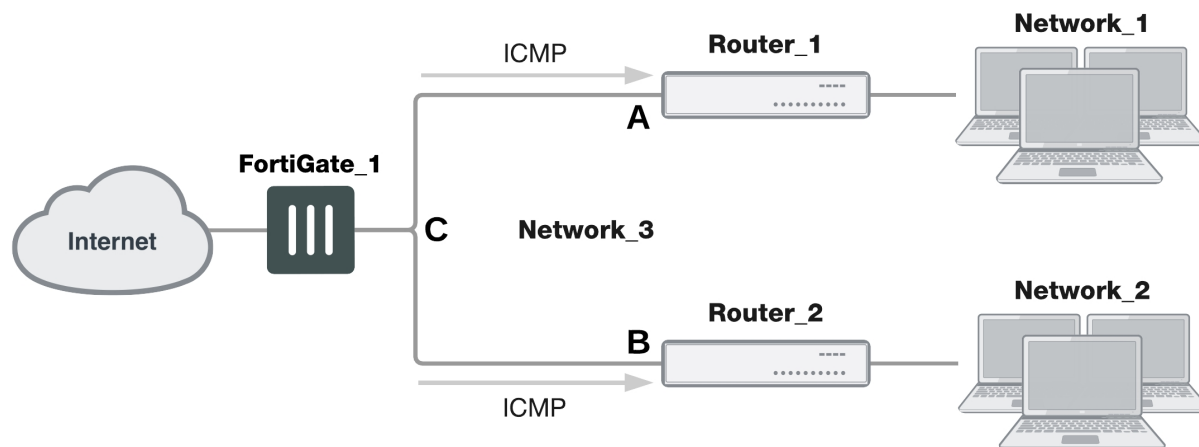 Network_1
Router_1
ICMP
A
FortiGate_1
Internet
C
Network_3
Network_2
Router_2
B
ICMP